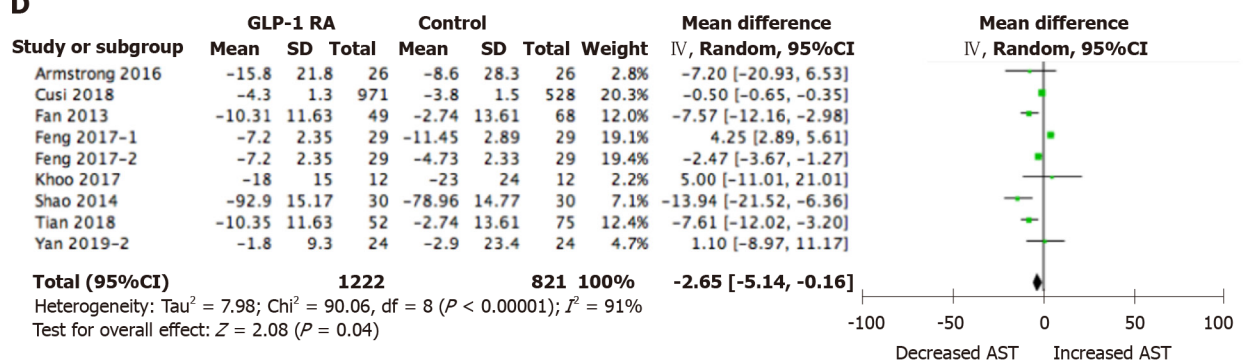 D
GLP-1 RA Control Mean difference Mean difference
Study or subgroup Mean SD Total Mean SD Total Weight IV, Random, 95%CI IV, Random, 95%CI
Armstrong 2016 -15.8 21.8 26 -8.6 28.3 26 2.8% -7.20 [-20.93, 6.53]
Cusi 2018 -4.3 1.3 971 -3.8 1.5 528 20.3% -0.50 [-0.65, -0.35]
Fan 2013 -10.31 11.63 49 -2.74 13.61 68 12.0% -7.57 [-12.16, -2.98]
Feng 2017-1 -7.2 2.35 29 -11.45 2.89 29 19.1% 4.25 [2.89, 5.61]
Feng 2017-2 -7.2 2.35 29 -4.73 2.33 29 19.4% -2.47 [-3.67, -1.27]
Khoo 2017 -18 15 12 -23 24 12 2.2% 5.00 [-11.01, 21.01]
Shao 2014 -92.9 15.17 30 -78.96 14.77 30 7.1% -13.94 [-21.52, -6.36]
Tian 2018 -10.35 11.63 52 -2.74 13.61 75 12.4% -7.61 [-12.02, -3.20]
Yan 2019-2 -1.8 9.3 24 -2.9 23.4 24 4.7% 1.10 [-8.97, 11.17]
Total (95%CI) 1222 821 100% -2.65 [-5.14, -0.16]
Heterogeneity: Tau² = 7.98; Chi² = 90.06, df = 8 (P < 0.00001); I² = 91%
Test for overall effect: Z = 2.08 (P = 0.04)
-100 -50 0 50 100
Decreased AST Increased AST